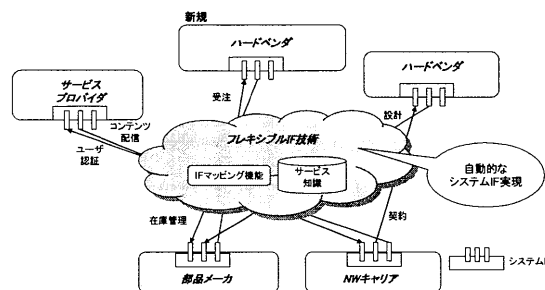 新規
ハードベンダ
ハードベンダ
サービス
プロバイダ
コンテンツ
配信
受注
設計
ユーザ
認証
フレキシブルIF技術
IFマッピング機能
サービス
知識
自動的な
システムIF実現
在庫管理
契約
部品メーカ
NWキャリア
システムI